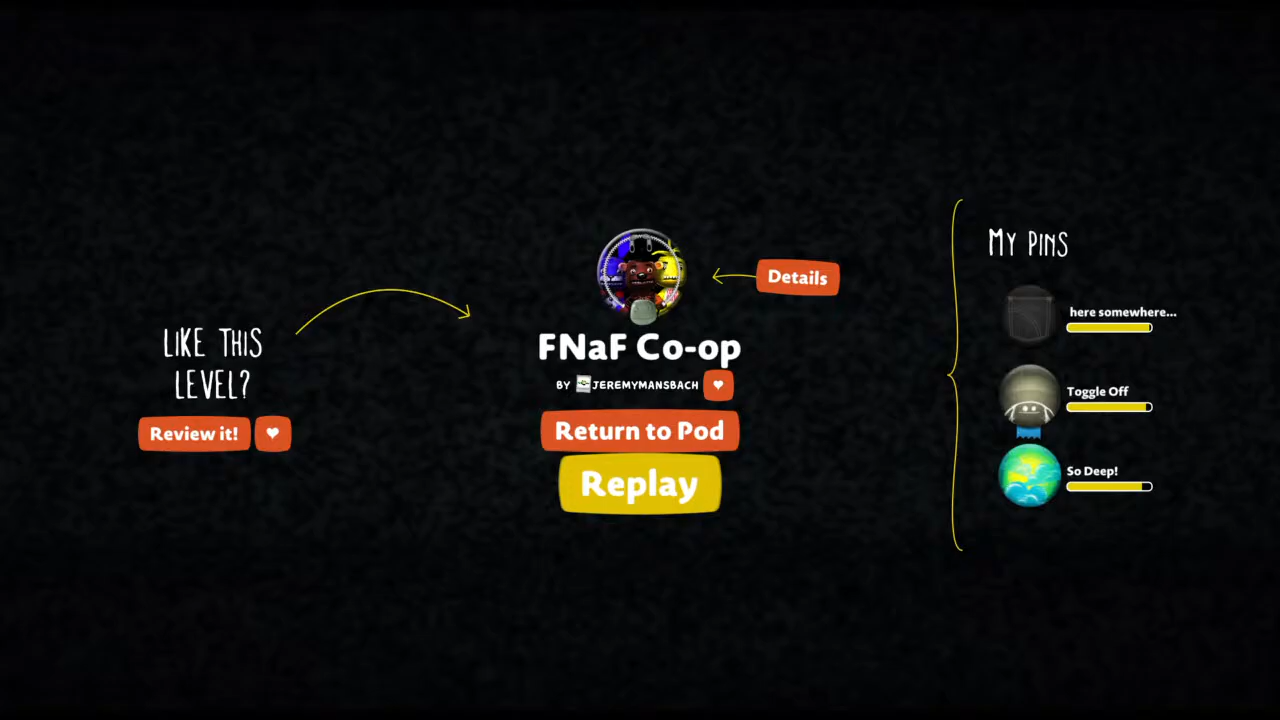 LIKE THIS
LEVEL?
Review it!
Details
FNaF Co-op
BY JEREMYMANSBACH
Return to Pod
Replay
MY PINS
here somewhere...
Toggle Off
So Deep!